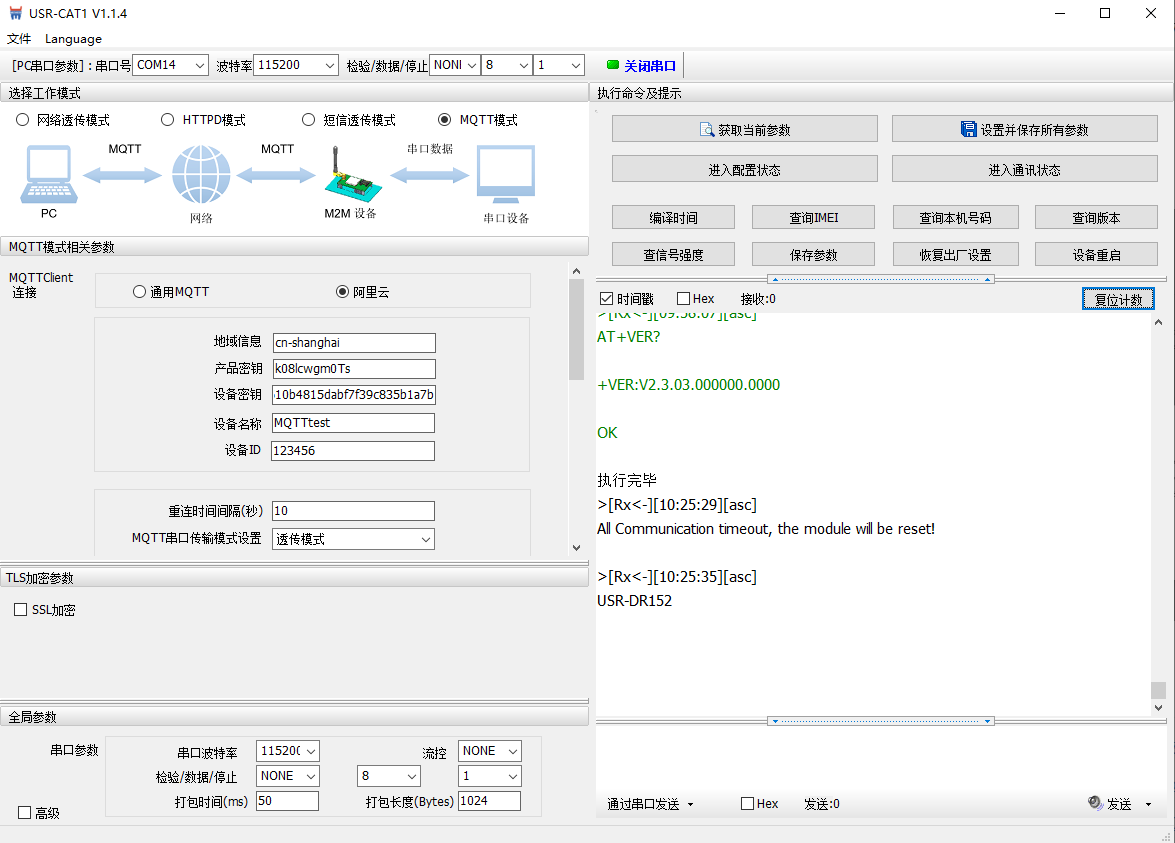 USR-CAT1 V1.1.4
文件 Language
[PC串口参数]：串口号 COM14 波特率 115200 检验/数据/停止 NONI 8 1 关闭串口
选择工作模式
网络透传模式 HTTPD模式 短信透传模式 MQTT模式
MQTT MQTT 串口数据
PC 网络 M2M 设备 串口设备
MQTT模式相关参数
MQTTClient
连接
通用MQTT 阿里云
地域信息 cn-shanghai
产品密钥 k08lcwgm0Ts
设备密钥 10b4815dabf7f39c835b1a7b
设备名称 MQTTtest
设备ID 123456
重连时间间隔(秒) 10
MQTT串口传输模式设置 透传模式
TLS加密参数
SSL加密
全局参数
串口参数
串口波特率 115200 流控 NONE
检验/数据/停止 NONE 8 1
打包时间(ms) 50 打包长度(Bytes) 1024
高级
执行命令及提示
获取当前参数 设置并保存所有参数
进入配置状态 进入通讯状态
编译时间 查询IMEI 查询本机号码 查询版本
查信号强度 保存参数 恢复出厂设置 设备重启
时间戳 Hex 接收:0 复位计数
>[Rx<-][09:58:07][asc]
AT+VER?
+VER:V2.3.03.000000.0000
OK
执行完毕
>[Rx<-][10:25:29][asc]
All Communication timeout, the module will be reset!
>[Rx<-][10:25:35][asc]
USR-DR152
通过串口发送 Hex 发送:0 发送